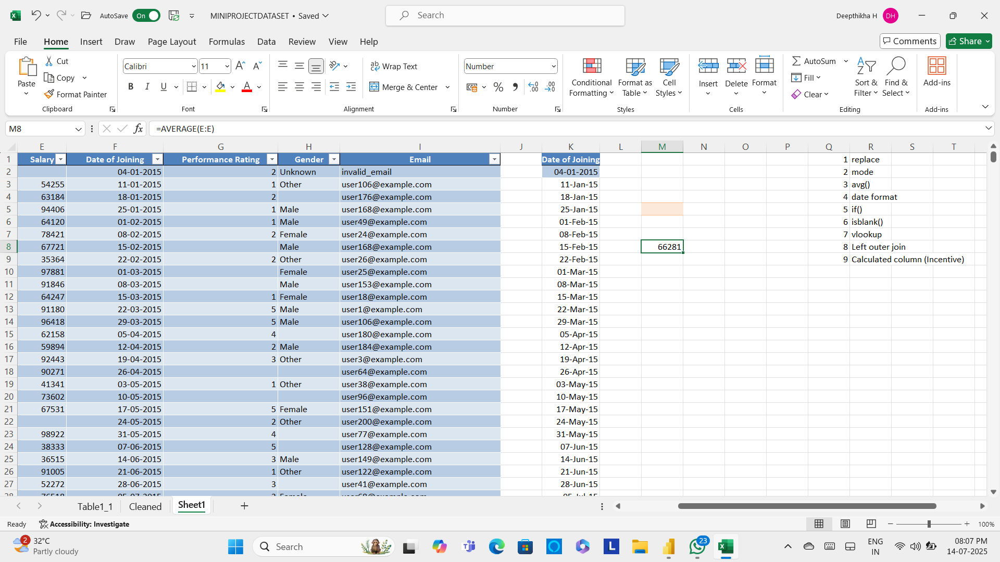 AutoSave On MINIPROJECTDATASET • Saved Search Deepthikha H DH
File Home Insert Draw Page Layout Formulas Data Review View Help Comments Share
Paste Cut Copy Format Painter Clipboard
Calibri 11 A A B I U A Font
ab Wrap Text Merge & Center Alignment
Number % Number
Conditional Formatting Format as Table Cell Styles Styles
Insert Delete Format Cells
AutoSum Fill Clear Sort & Filter Find & Select Editing
Add-ins Add-ins
M8 fx =AVERAGE(E:E)
E F G H I J K L M N O P Q R S T
1 Salary Date of Joining Performance Rating Gender Email Date of Joining 1 replace
2 04-01-2015 2 Unknown invalid_email 04-01-2015 2 mode
3 54255 11-01-2015 1 Other user106@example.com 11-Jan-15 3 avg()
4 63184 18-01-2015 2 user176@example.com 18-Jan-15 4 date format
5 94406 25-01-2015 1 Male user168@example.com 25-Jan-15 5 if()
6 64120 01-02-2015 1 Male user49@example.com 01-Feb-15 6 isblank()
7 78421 08-02-2015 2 Female user24@example.com 08-Feb-15 7 vlookup
8 67721 15-02-2015 Male user168@example.com 15-Feb-15 66281 8 Left outer join
9 35364 22-02-2015 2 Other user26@example.com 22-Feb-15 9 Calculated column (Incentive)
10 97881 01-03-2015 Female user25@example.com 01-Mar-15
11 91846 08-03-2015 Male user153@example.com 08-Mar-15
12 64247 15-03-2015 1 Female user18@example.com 15-Mar-15
13 91180 22-03-2015 5 Male user1@example.com 22-Mar-15
14 96418 29-03-2015 5 Male user106@example.com 29-Mar-15
15 62158 05-04-2015 4 user180@example.com 05-Apr-15
16 59894 12-04-2015 2 Male user184@example.com 12-Apr-15
17 92443 19-04-2015 3 Other user3@example.com 19-Apr-15
18 90271 26-04-2015 user64@example.com 26-Apr-15
19 41341 03-05-2015 1 Other user38@example.com 03-May-15
20 73602 10-05-2015 user96@example.com 10-May-15
21 67531 17-05-2015 5 Female user151@example.com 17-May-15
22 24-05-2015 2 Other user200@example.com 24-May-15
23 98922 31-05-2015 4 user77@example.com 31-May-15
24 38333 07-06-2015 5 user128@example.com 07-Jun-15
25 36515 14-06-2015 3 Male user149@example.com 14-Jun-15
26 91005 21-06-2015 1 Other user122@example.com 21-Jun-15
27 52272 28-06-2015 3 user41@example.com 28-Jun-15
Table1_1 Cleaned Sheet1
Ready Accessibility: Investigate 100%
2 32°C Partly cloudy Search 23 ENG IN 08:07 PM 14-07-2025